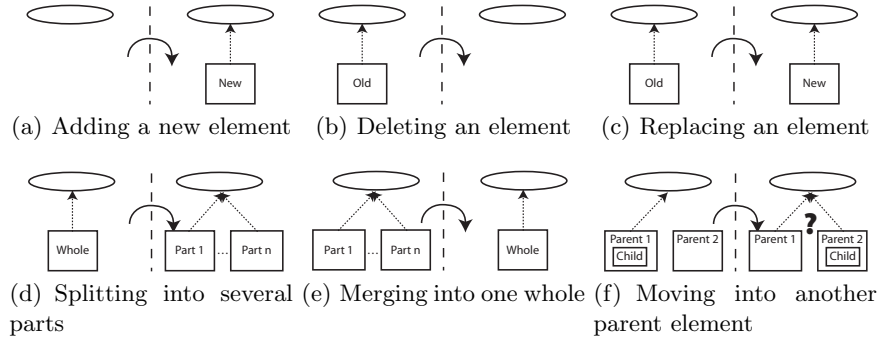 New
Old
Old
New
(a) Adding a new element
(b) Deleting an element
(c) Replacing an element
Whole
Part 1
...
Part n
Part 1
...
Part n
Whole
Parent 1
Child
Parent 2
?
Parent 1
Parent 2
Child
(d) Splitting into several
parts
(e) Merging into one whole
(f) Moving into another
parent element